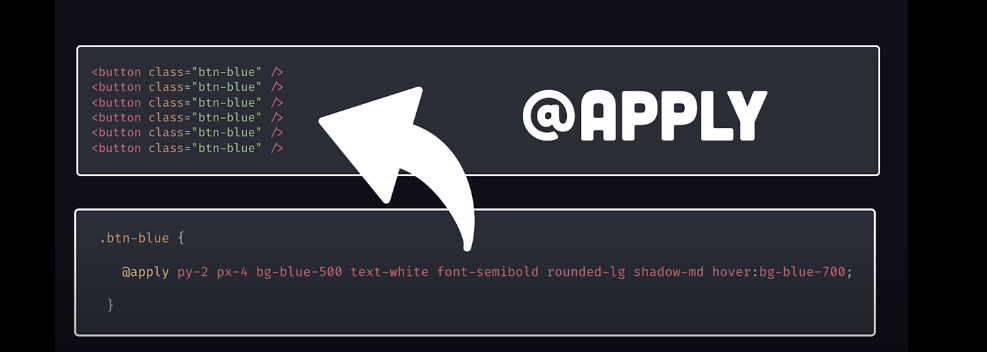 <button class="btn-blue" />
<button class="btn-blue" />
<button class="btn-blue" />
<button class="btn-blue" />
<button class="btn-blue" />
<button class="btn-blue" />
@APPLY
.btn-blue {
@apply py-2 px-4 bg-blue-500 text-white font-semibold rounded-lg shadow-md hover:bg-blue-700;
}